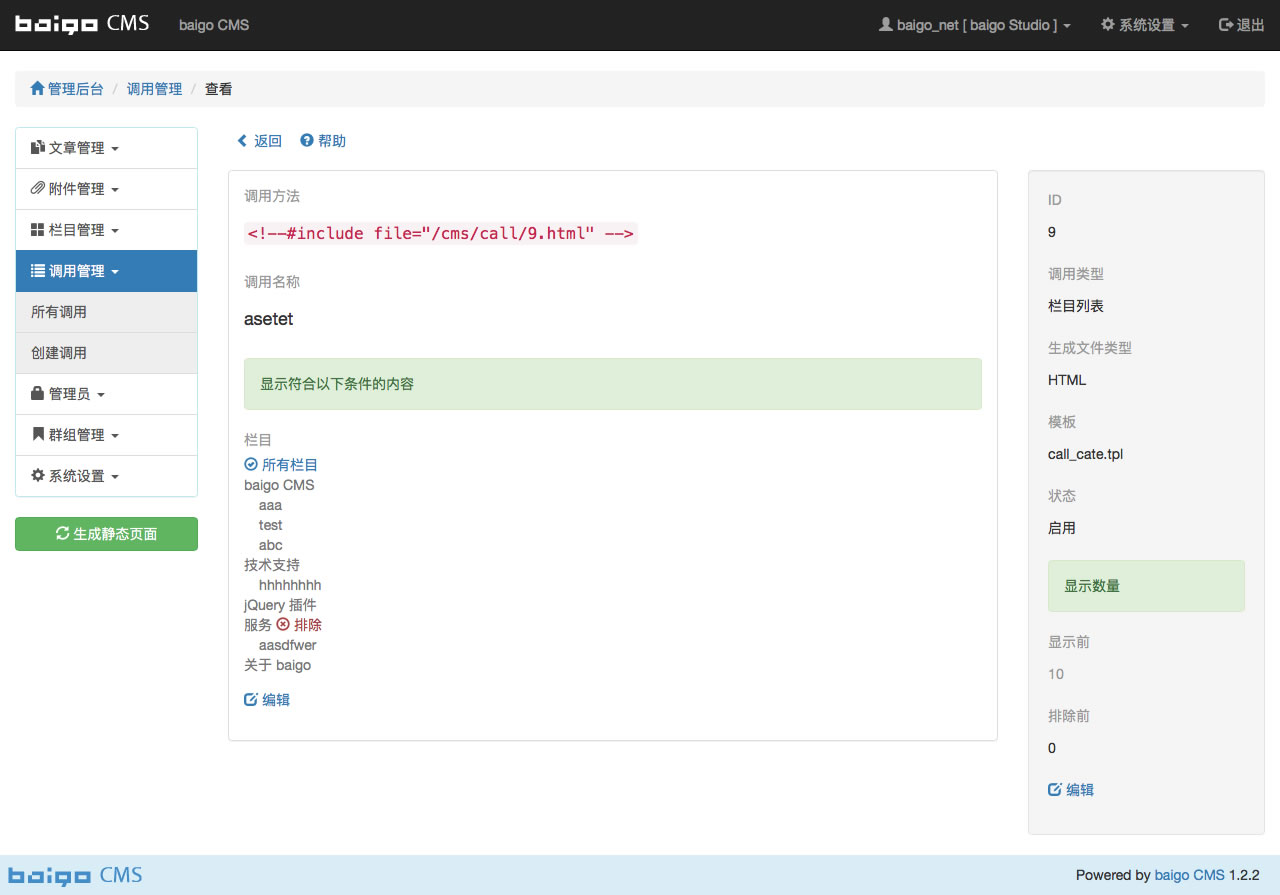 baigo CMS baigo CMS baigo_net [ baigo Studio ] 系统设置 退出
管理后台 / 调用管理 / 查看
文章管理
附件管理
栏目管理
调用管理
所有调用
创建调用
管理员
群组管理
系统设置
生成静态页面
返回 帮助
调用方法
<!--#include file="/cms/call/9.html" -->
调用名称
asetet
显示符合以下条件的内容
栏目
所有栏目
baigo CMS
aaa
test
abc
技术支持
hhhhhhhh
jQuery 插件
服务 排除
aasdfwer
关于 baigo
编辑
ID
9
调用类型
栏目列表
生成文件类型
HTML
模板
call_cate.tpl
状态
启用
显示数量
显示前
10
排除前
0
编辑
baigo CMS Powered by baigo CMS 1.2.2